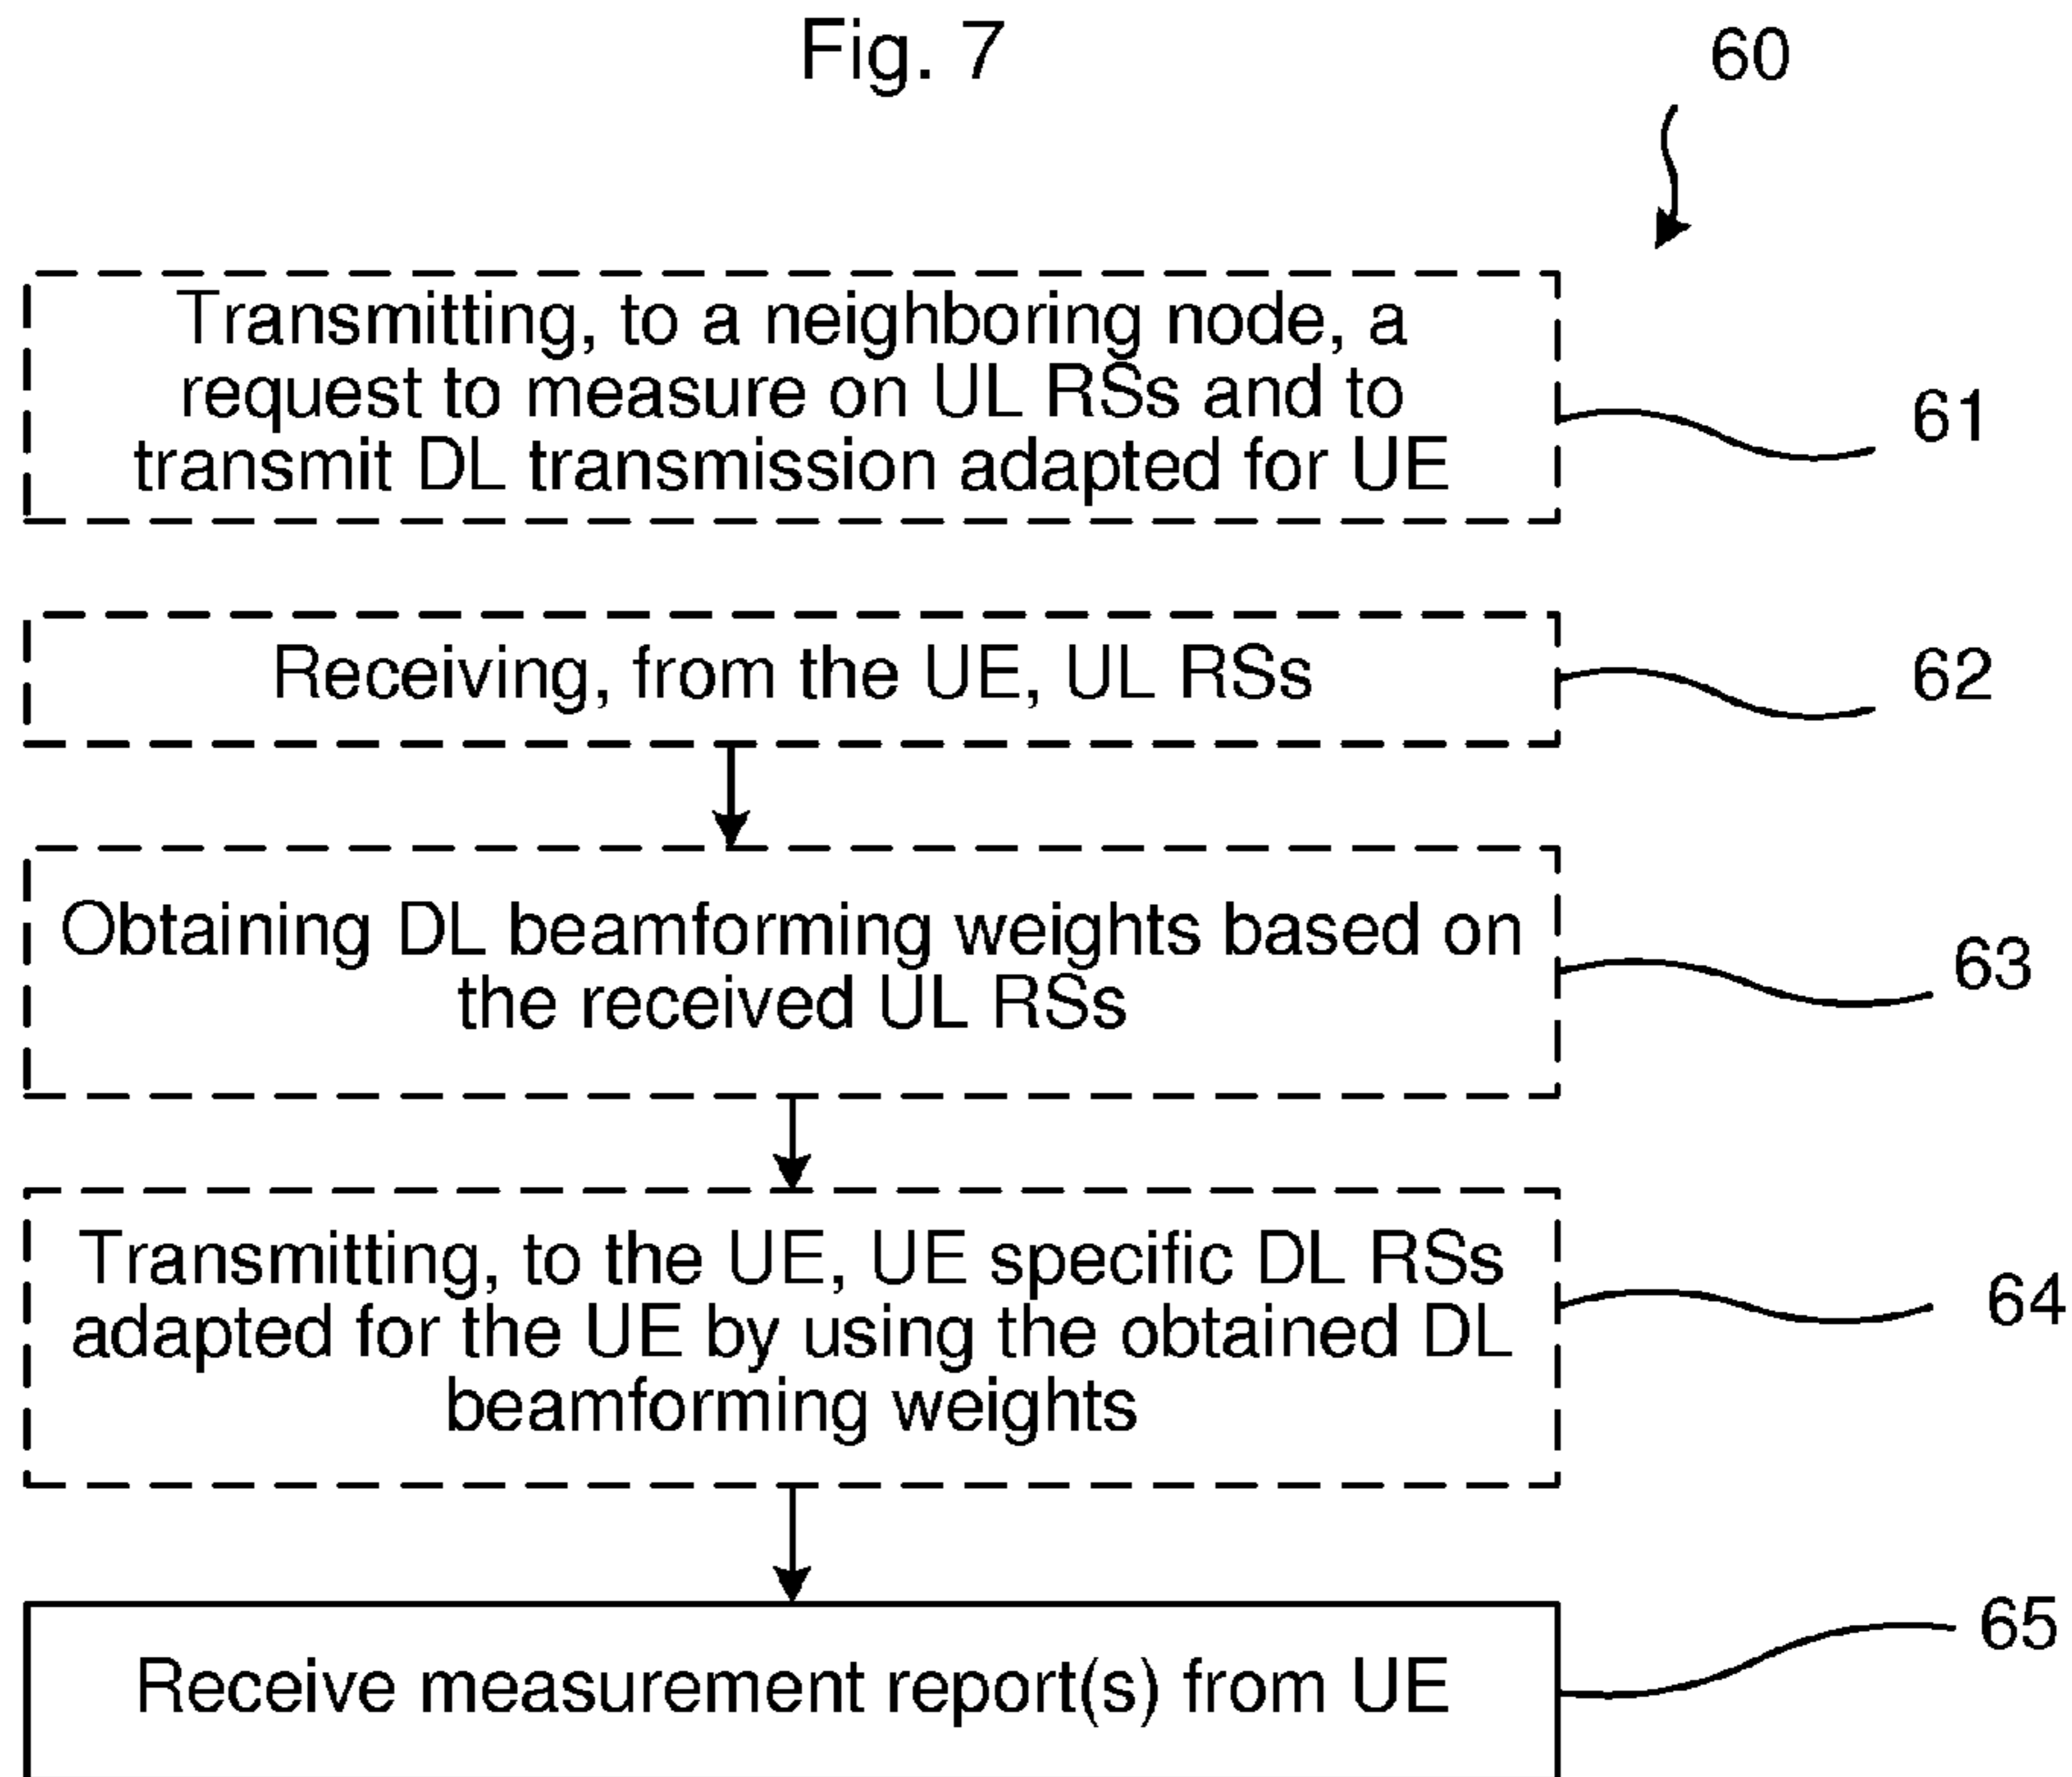 Fig. 7
60
Transmitting, to a neighboring node, a
request to measure on UL RSs and to
transmit DL transmission adapted for UE
61
Receiving, from the UE, UL RSs
62
Obtaining DL beamforming weights based on
the received UL RSs
63
Transmitting, to the UE, UE specific DL RSs
adapted for the UE by using the obtained DL
beamforming weights
64
Receive measurement report(s) from UE
65